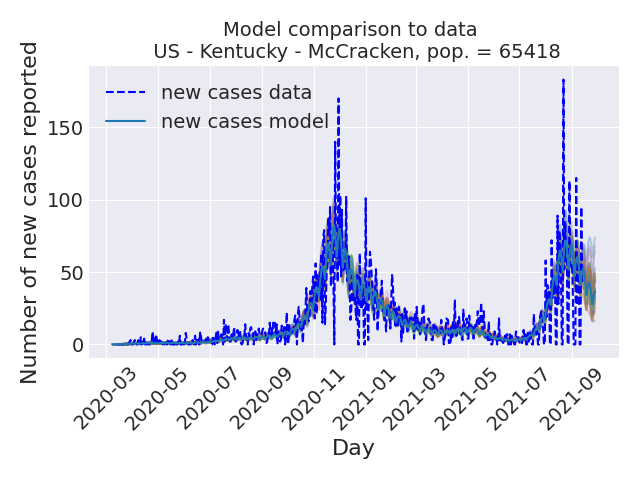 Model comparison to data
US - Kentucky - McCracken, pop. = 65418
Number of new cases reported
new cases data
new cases model
150
100
50
0
2020-03
2020-05
2020-07
2020-09
2020-11
2021-01
2021-03
2021-05
2021-07
2021-09
Day